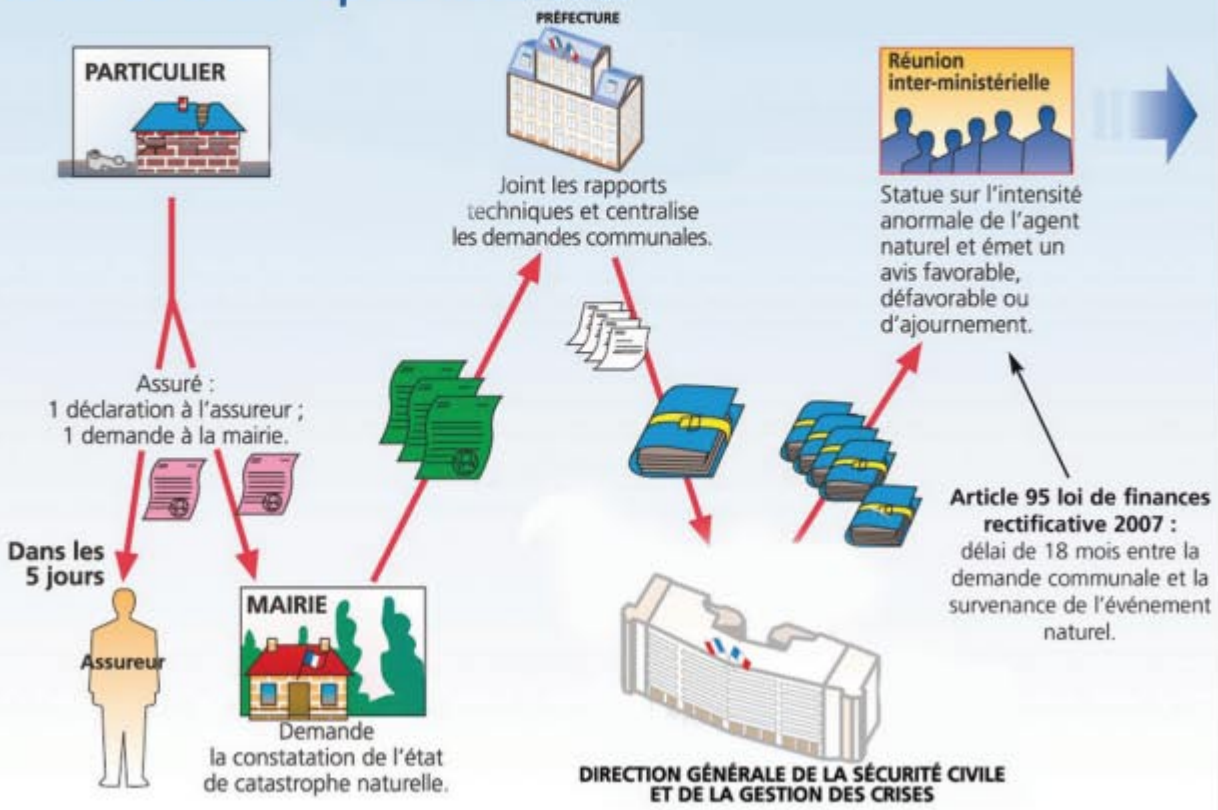 PARTICULIER
Assuré :
1 déclaration à l'assureur ;
1 demande à la mairie.
Dans les
5 jours
Assureur
MAIRIE
Demande
la constatation de l'état
de catastrophe naturelle.
PRÉFECTURE
Joint les rapports
techniques et centralise
les demandes communales.
DIRECTION GÉNÉRALE DE LA SÉCURITÉ CIVILE
ET DE LA GESTION DES CRISES
Réunion
inter-ministérielle
Statue sur l'intensité
anormale de l'agent
naturel et émet un
avis favorable,
défavorable ou
d'ajournement.
Article 95 loi de finances
rectificative 2007 :
délai de 18 mois entre la
demande communale et la
survenance de l'événement
naturel.